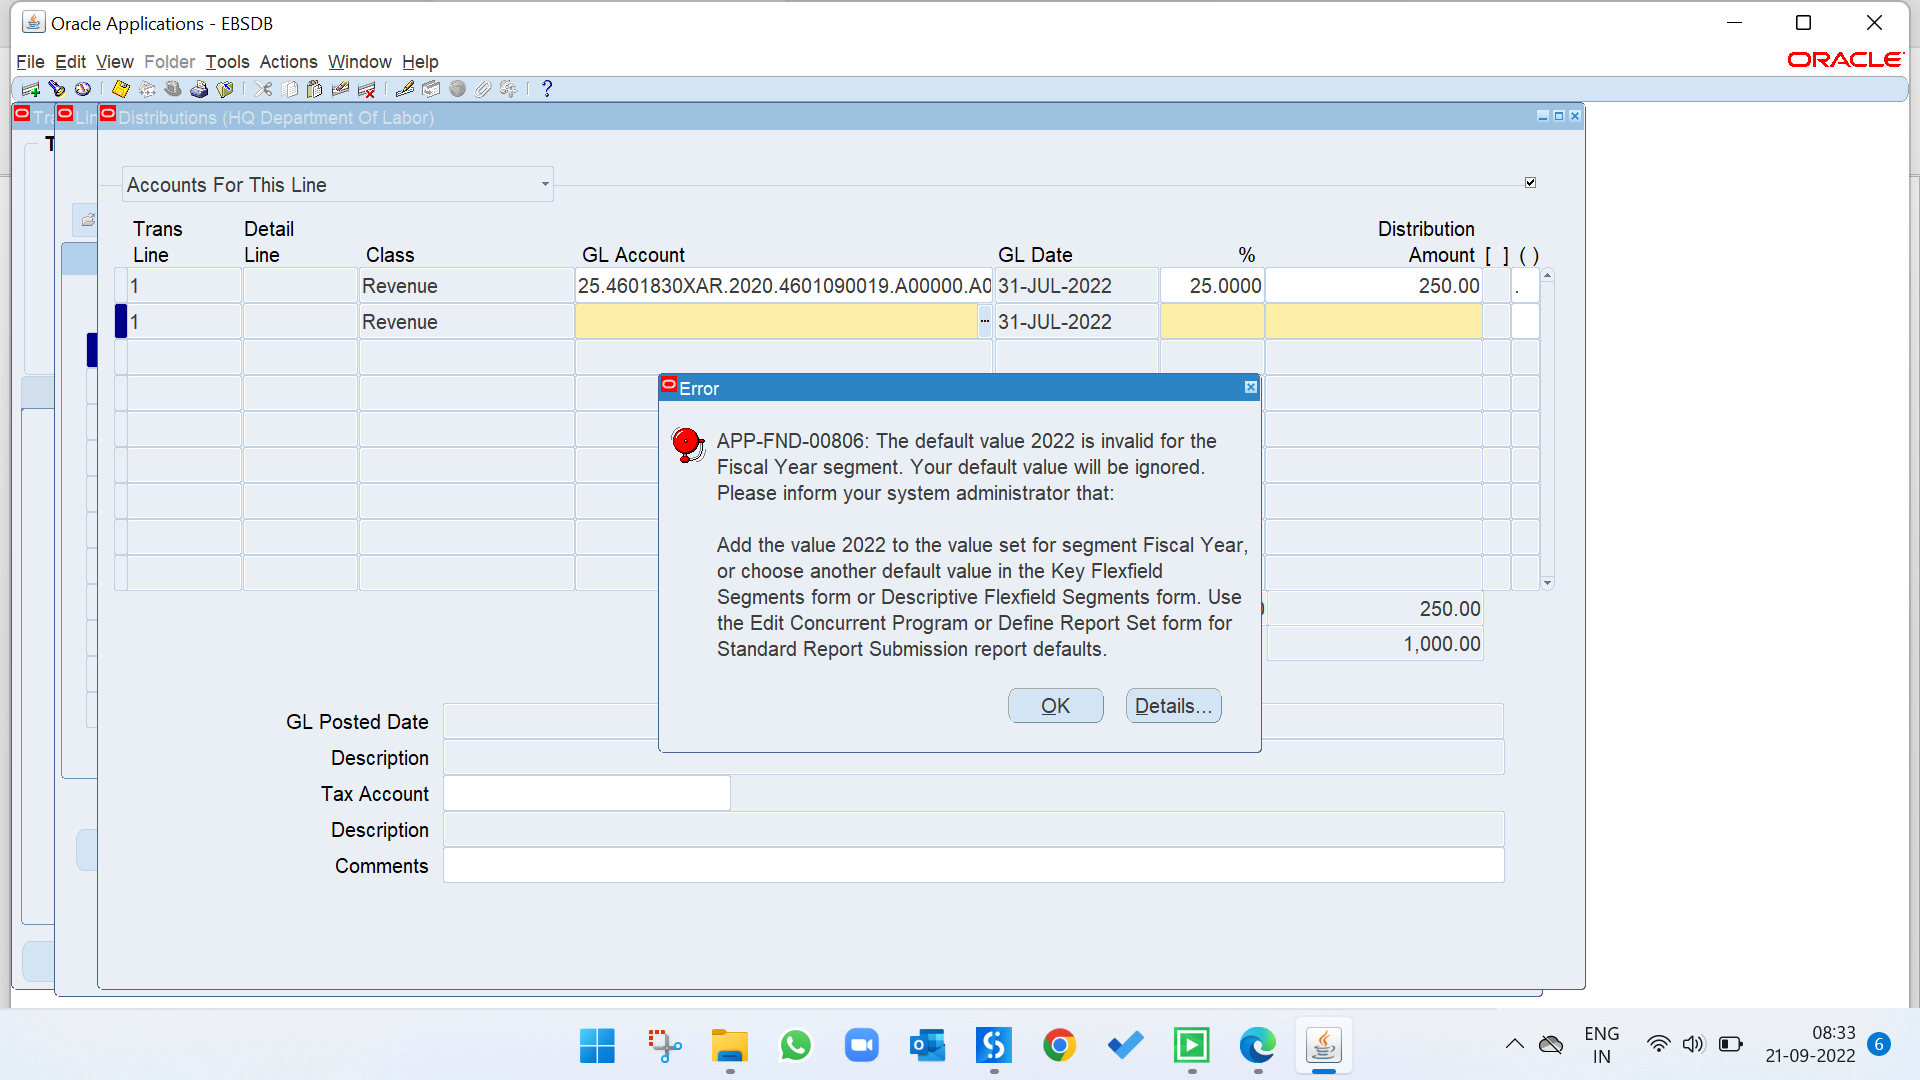 Oracle Applications - EBSDB
File Edit View Folder Tools Actions Window Help
ORACLE
Tra
Lin
Distributions (HQ Department Of Labor)
T
Accounts For This Line
Trans Detail Distribution
Line Line Class GL Account GL Date % Amount [ ] ( )
1 Revenue 25.4601830XAR.2020.4601090019.A00000.A0 31-JUL-2022 25.0000 250.00 .
1 Revenue ... 31-JUL-2022
Error
APP-FND-00806: The default value 2022 is invalid for the
Fiscal Year segment. Your default value will be ignored.
Please inform your system administrator that:
Add the value 2022 to the value set for segment Fiscal Year,
or choose another default value in the Key Flexfield
Segments form or Descriptive Flexfield Segments form. Use
the Edit Concurrent Program or Define Report Set form for
Standard Report Submission report defaults.
OK Details...
250.00
1,000.00
GL Posted Date
Description
Tax Account
Description
Comments
ENG
IN
08:33
21-09-2022
6